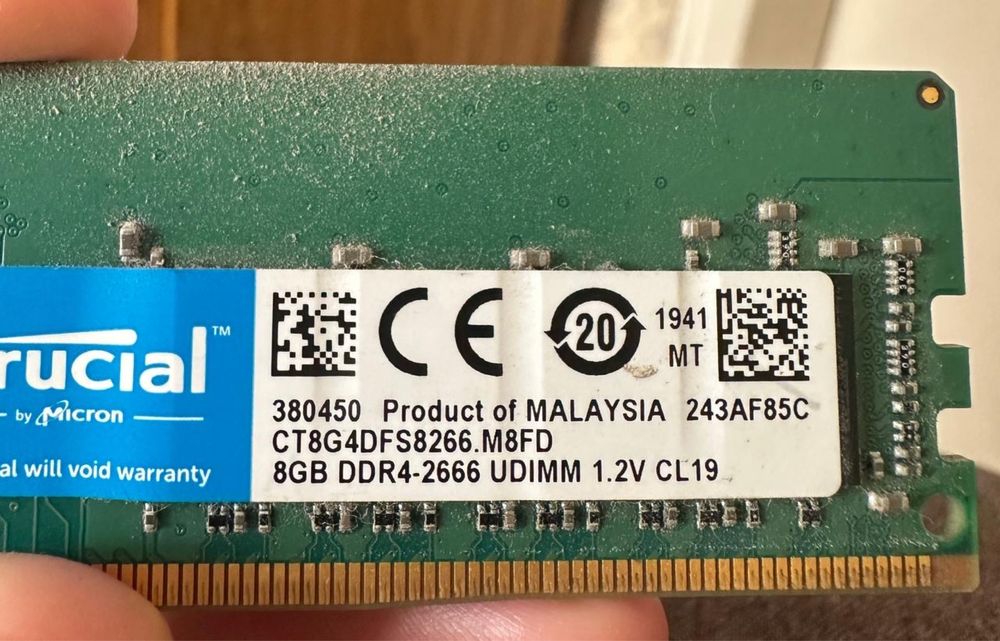 rucial™
by Micron
al will void warranty
CE 20 1941
MT
380450 Product of MALAYSIA 243AF85C
CT8G4DFS8266.M8FD
8GB DDR4-2666 UDIMM 1.2V CL19